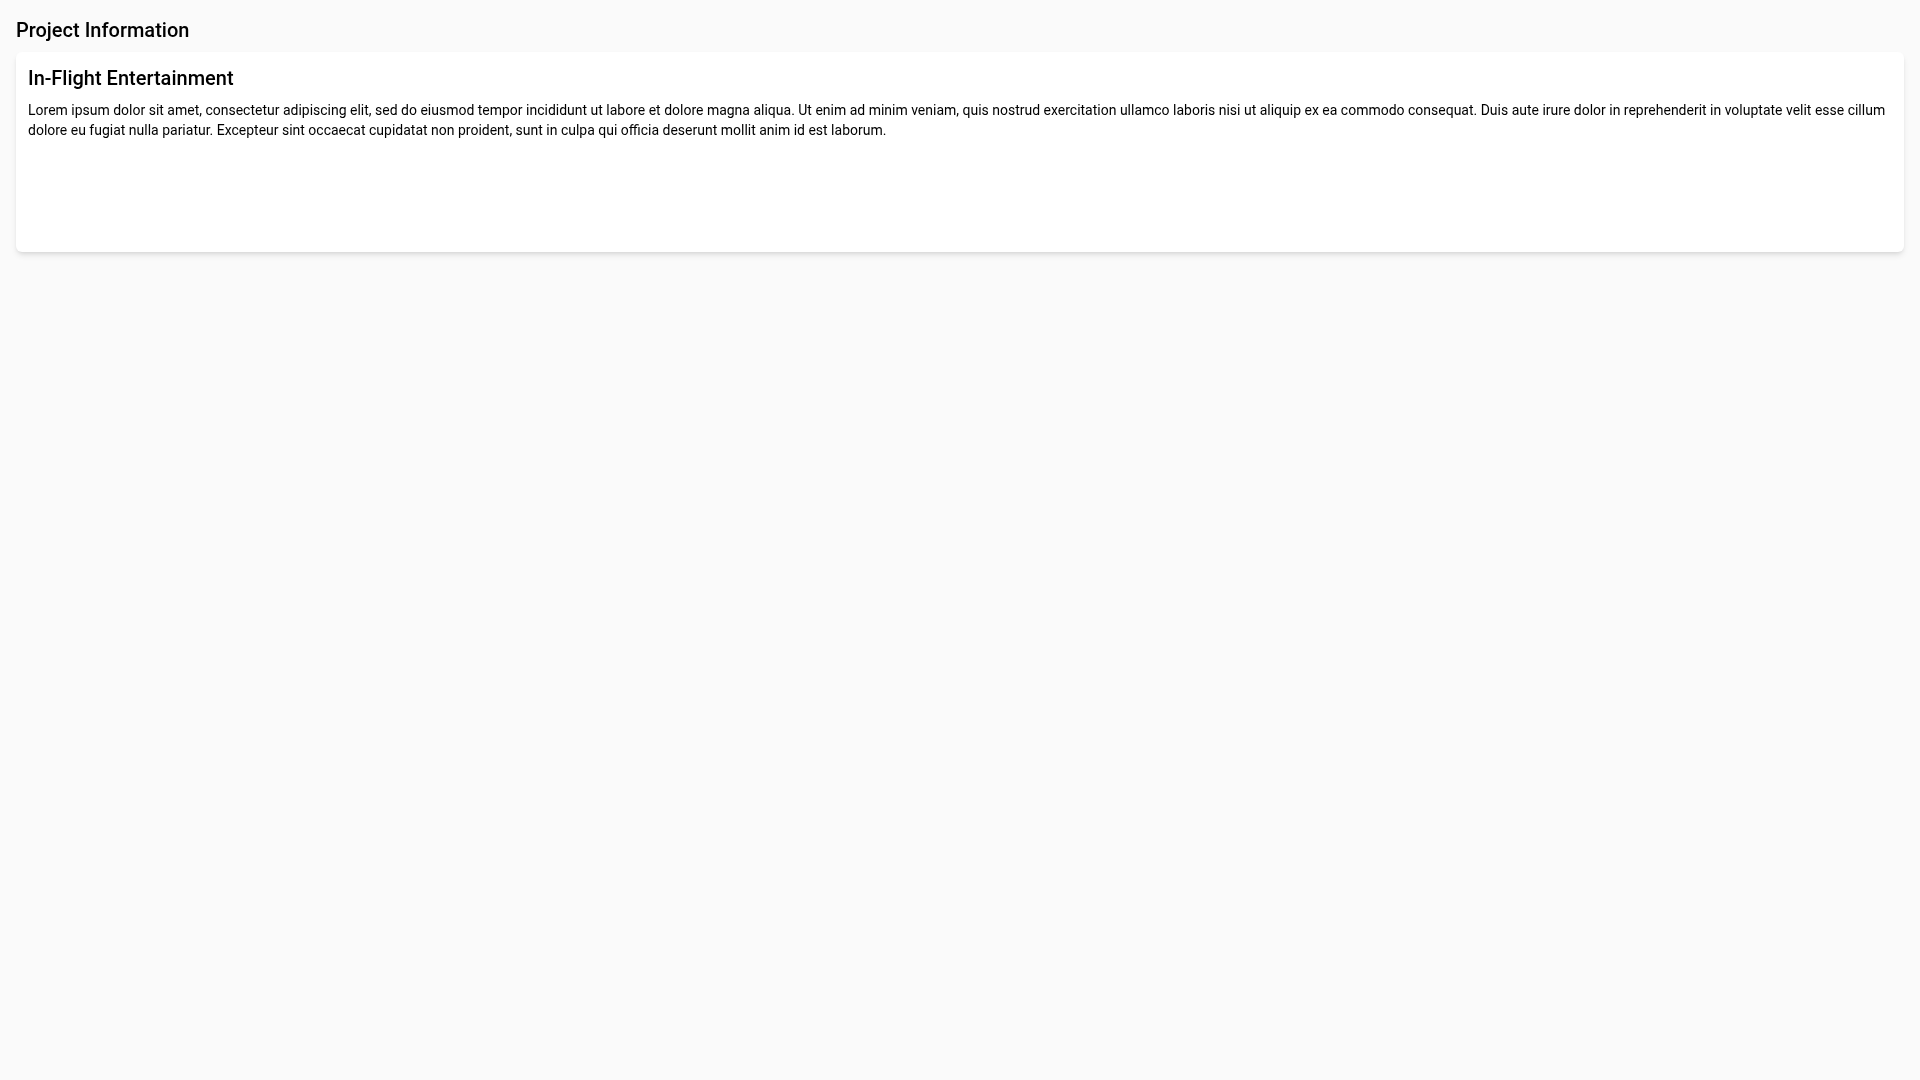 Project Information
In-Flight Entertainment
Lorem ipsum dolor sit amet, consectetur adipiscing elit, sed do eiusmod tempor incididunt ut labore et dolore magna aliqua. Ut enim ad minim veniam, quis nostrud exercitation ullamco laboris nisi ut aliquip ex ea commodo consequat. Duis aute irure dolor in reprehenderit in voluptate velit esse cillum
dolore eu fugiat nulla pariatur. Excepteur sint occaecat cupidatat non proident, sunt in culpa qui officia deserunt mollit anim id est laborum.